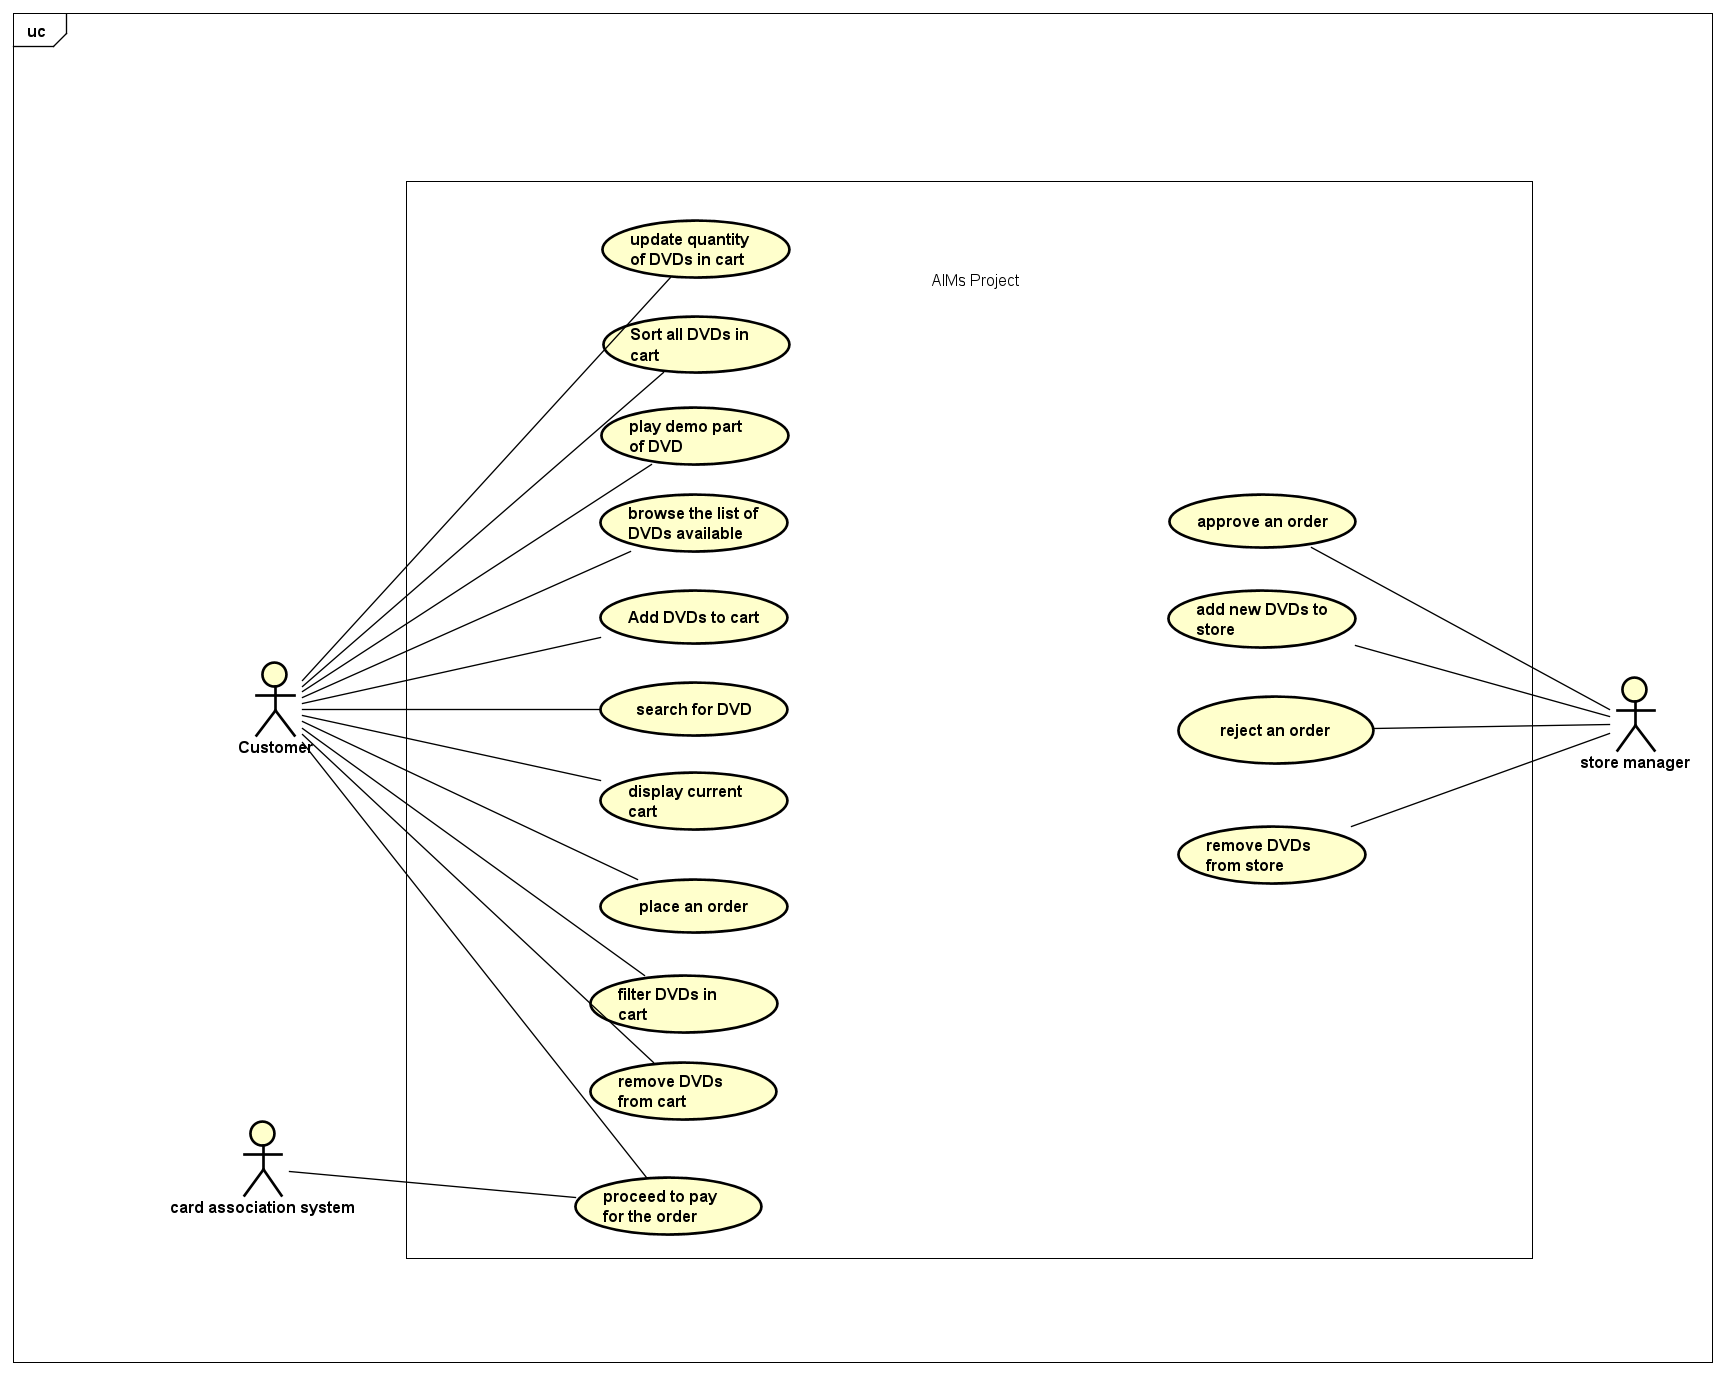 uc
update quantity
of DVDs in cart
AIMs Project
Sort all DVDs in
cart
play demo part
of DVD
browse the list of
DVDs available
approve an order
Add DVDs to cart
add new DVDs to
store
search for DVD
reject an order
Customer
store manager
display current
cart
remove DVDs
from store
place an order
filter DVDs in
cart
remove DVDs
from cart
card association system
proceed to pay
for the order